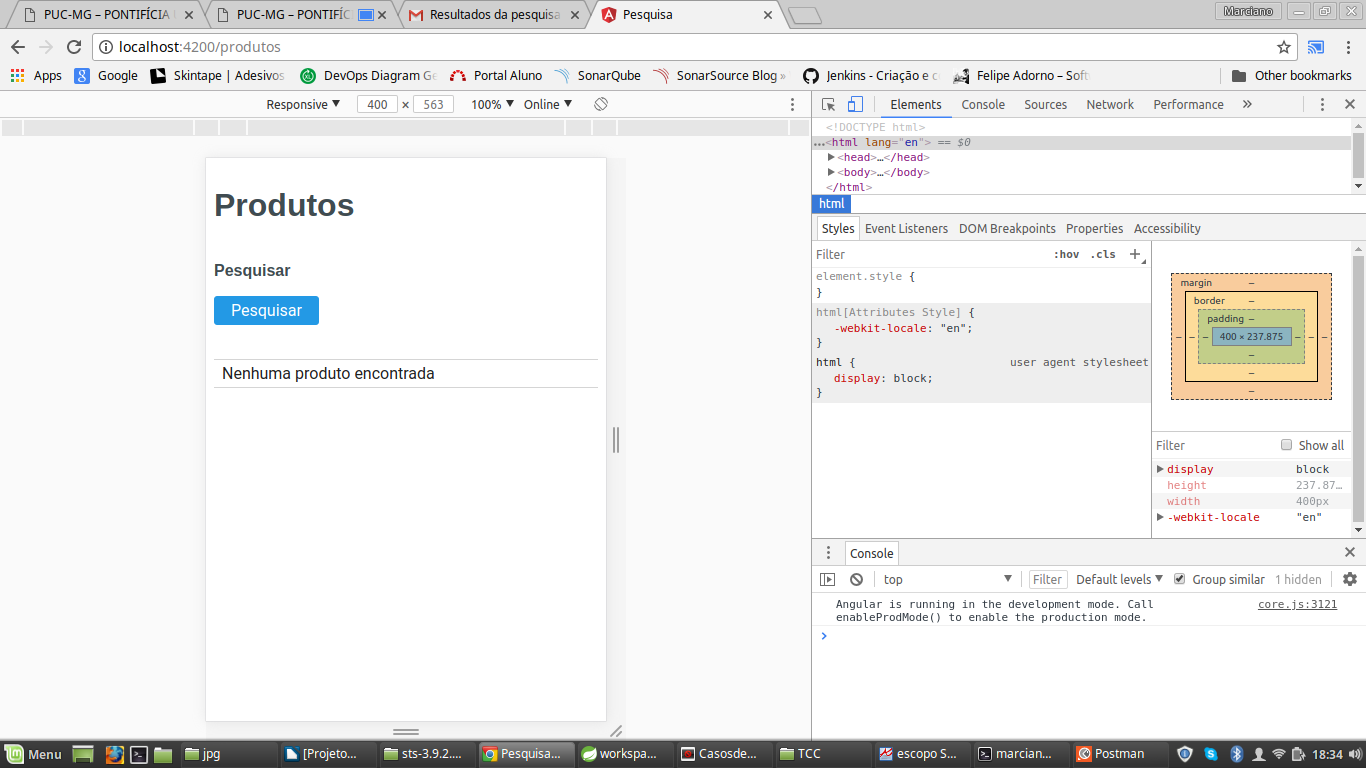 PUC-MG – PONTIFÍCIA
PUC-MG – PONTIFÍC
Resultados da pesquisa
Pesquisa
Marciano
localhost:4200/produtos
Apps
Google
Skintape | Adesivos
DevOps Diagram Ge
Portal Aluno
SonarQube
SonarSource Blog »
Jenkins - Criação e c
Felipe Adorno – Soft
Other bookmarks
Responsive ▼ 400 × 563 100% ▼ Online ▼
Elements Console Sources Network Performance »
<!DOCTYPE html>
…<html lang="en"> == $0
▶<head>…</head>
▶<body>…</body>
</html>
html
Styles Event Listeners DOM Breakpoints Properties Accessibility
Filter :hov .cls +
element.style {
}
html[Attributes Style] {
-webkit-locale: "en";
}
html { user agent stylesheet
display: block;
}
margin –
border –
padding –
– – – 400 × 237.875 – – –
–
–
–
Filter Show all
▶ display block
height 237.87…
width 400px
▶ -webkit-locale "en"
Produtos
Pesquisar
Pesquisar
Nenhuma produto encontrada
Console
top ▼ Filter Default levels ▼ Group similar 1 hidden
Angular is running in the development mode. Call core.js:3121
enableProdMode() to enable the production mode.
>
Menu
jpg
[Projeto...
sts-3.9.2....
Pesquisa...
workspa...
Casosde...
TCC
escopo S...
marcian...
Postman
18:34